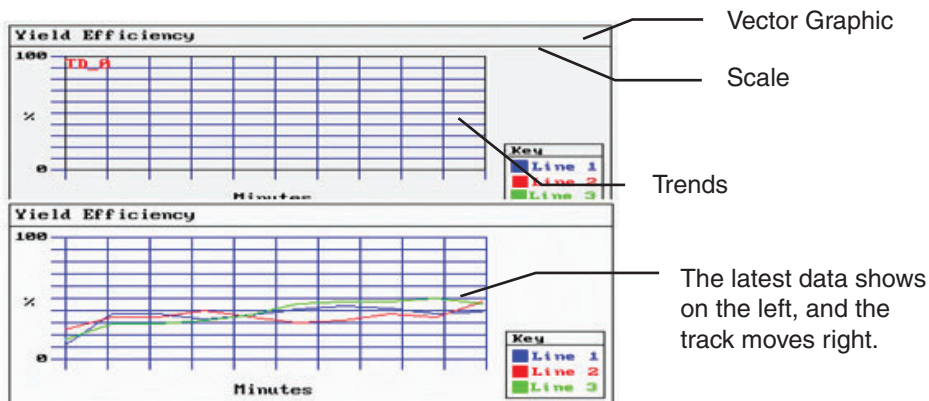 Yield Efficiency
100
TD_0
%
0
Minutes
Key
Line 1
Line 2
Line 3
Vector Graphic
Scale
Trends
Yield Efficiency
100
%
0
Minutes
Key
Line 1
Line 2
Line 3
The latest data shows
on the left, and the
track moves right.